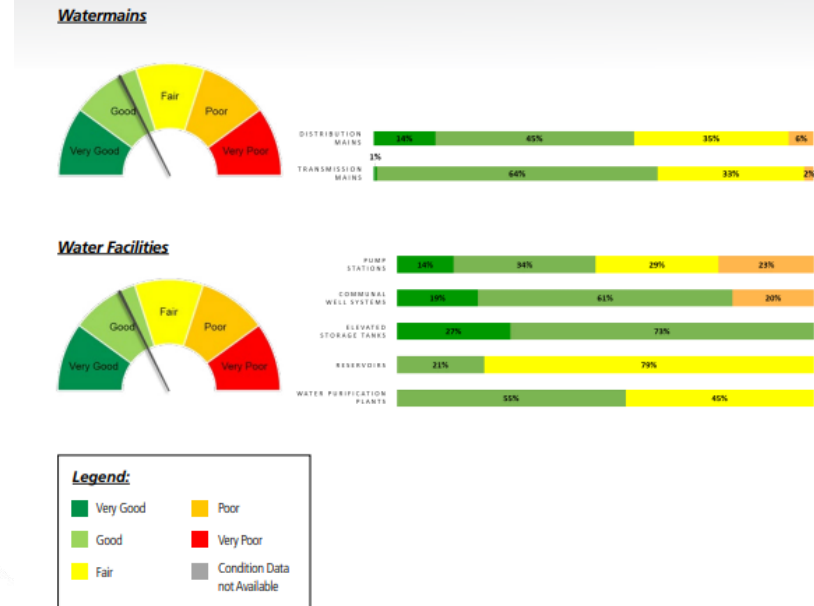 Watermains
Fair
Good
Poor
Very Good
Very Poor
DISTRIBUTION
MAINS
14%
45%
35%
6%
1%
TRANSMISSION
MAINS
64%
33%
2%
Water Facilities
Fair
Good
Poor
Very Good
Very Poor
PUMP
STATIONS
14%
34%
29%
23%
COMMUNAL
WELL SYSTEMS
19%
61%
20%
ELEVATED
STORAGE TANKS
27%
73%
RESERVOIRS
21%
79%
WATER PURIFICATION
PLANTS
55%
45%
Legend:
Very Good
Poor
Good
Very Poor
Fair
Condition Data
not Available